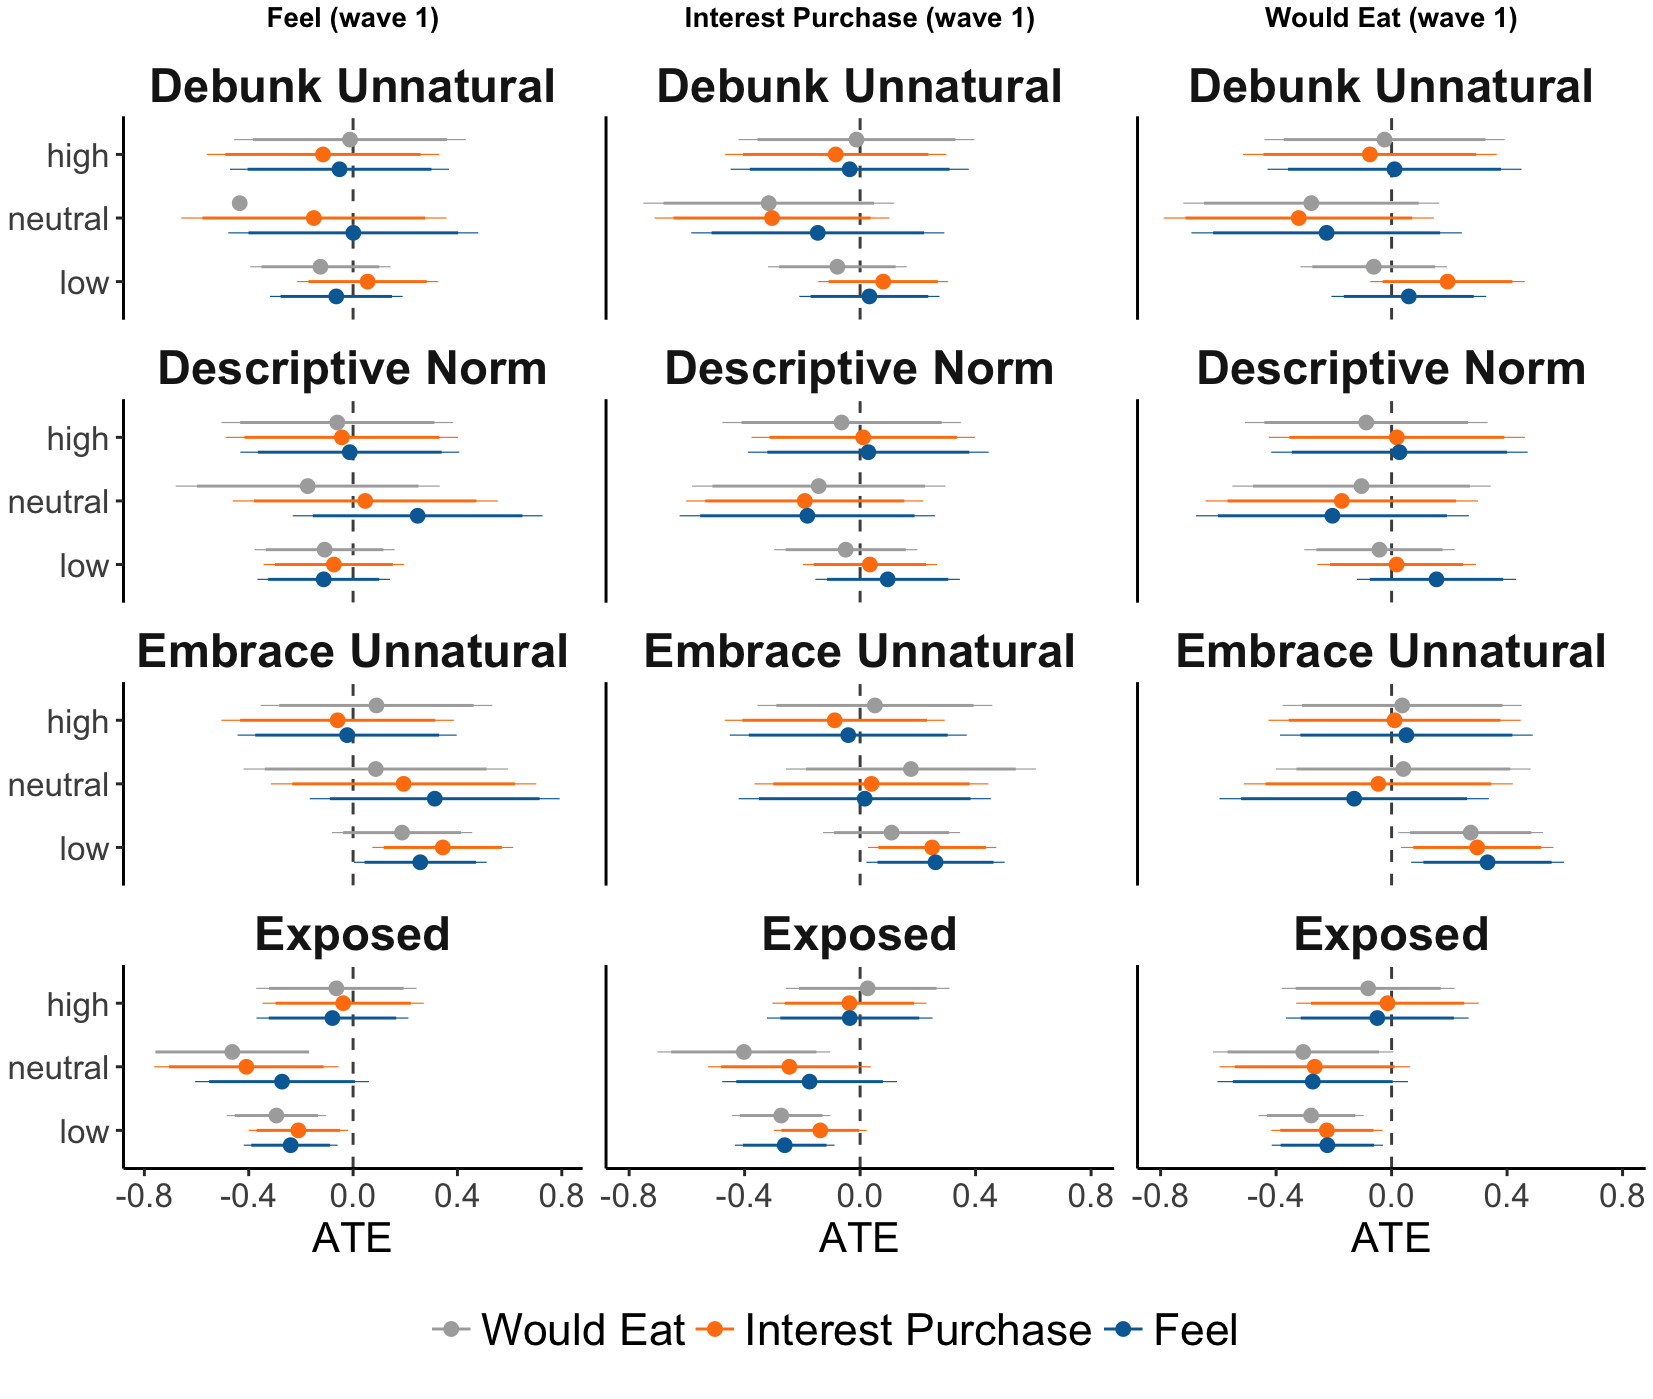 Feel (wave 1) Interest Purchase (wave 1) Would Eat (wave 1)
Debunk Unnatural Debunk Unnatural Debunk Unnatural
high
neutral
low
Descriptive Norm Descriptive Norm Descriptive Norm
high
neutral
low
Embrace Unnatural Embrace Unnatural Embrace Unnatural
high
neutral
low
Exposed Exposed Exposed
high
neutral
low
-0.8 -0.4 0.0 0.4 0.8 -0.8 -0.4 0.0 0.4 0.8 -0.8 -0.4 0.0 0.4 0.8
ATE ATE ATE
Would Eat Interest Purchase Feel